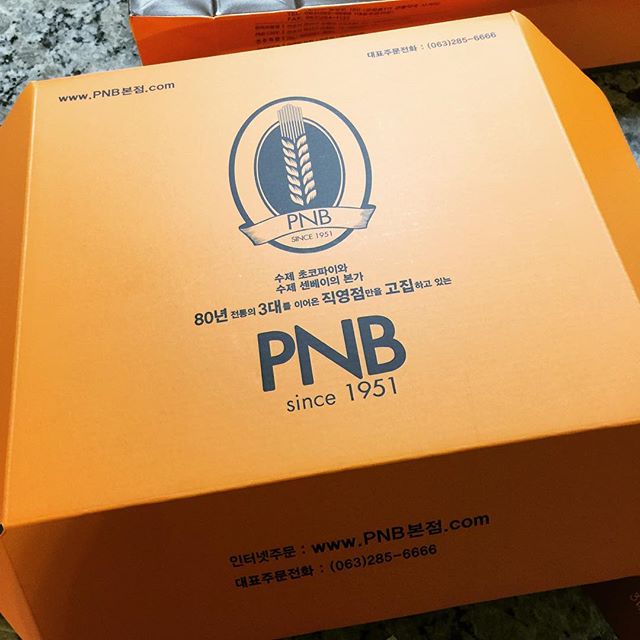 www.PNB본점.com
대표주문전화 : (063)285-6666
PNB
SINCE 1951
수제 초코파이와
수제 센베이의 본가
80년 전통의 3대를 이어온 직영점만을 고집하고 있는
PNB
since 1951
인터넷주문 : www.PNB본점.com
대표주문전화 : (063)285-6666